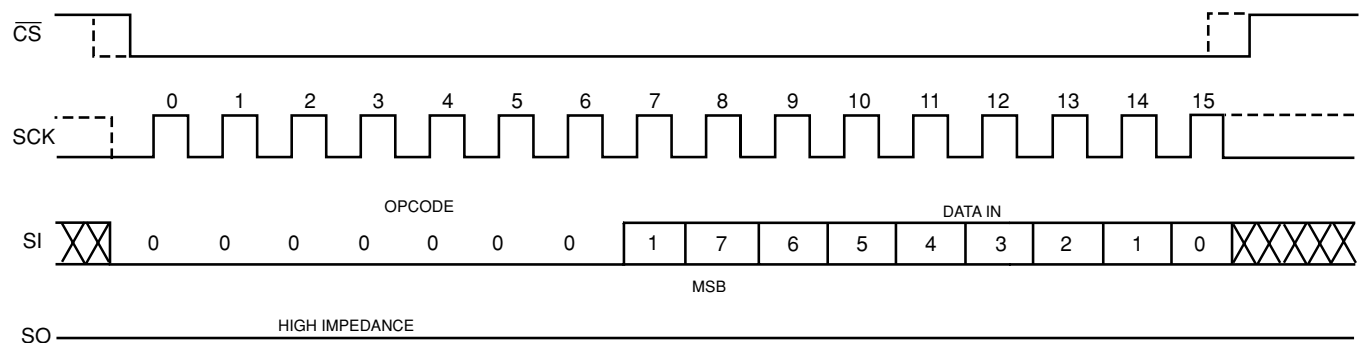 CS
0 1 2 3 4 5 6 7 8 9 10 11 12 13 14 15
SCK
OPCODE DATA IN
SI 0 0 0 0 0 0 0 1 7 6 5 4 3 2 1 0
MSB
HIGH IMPEDANCE
SO